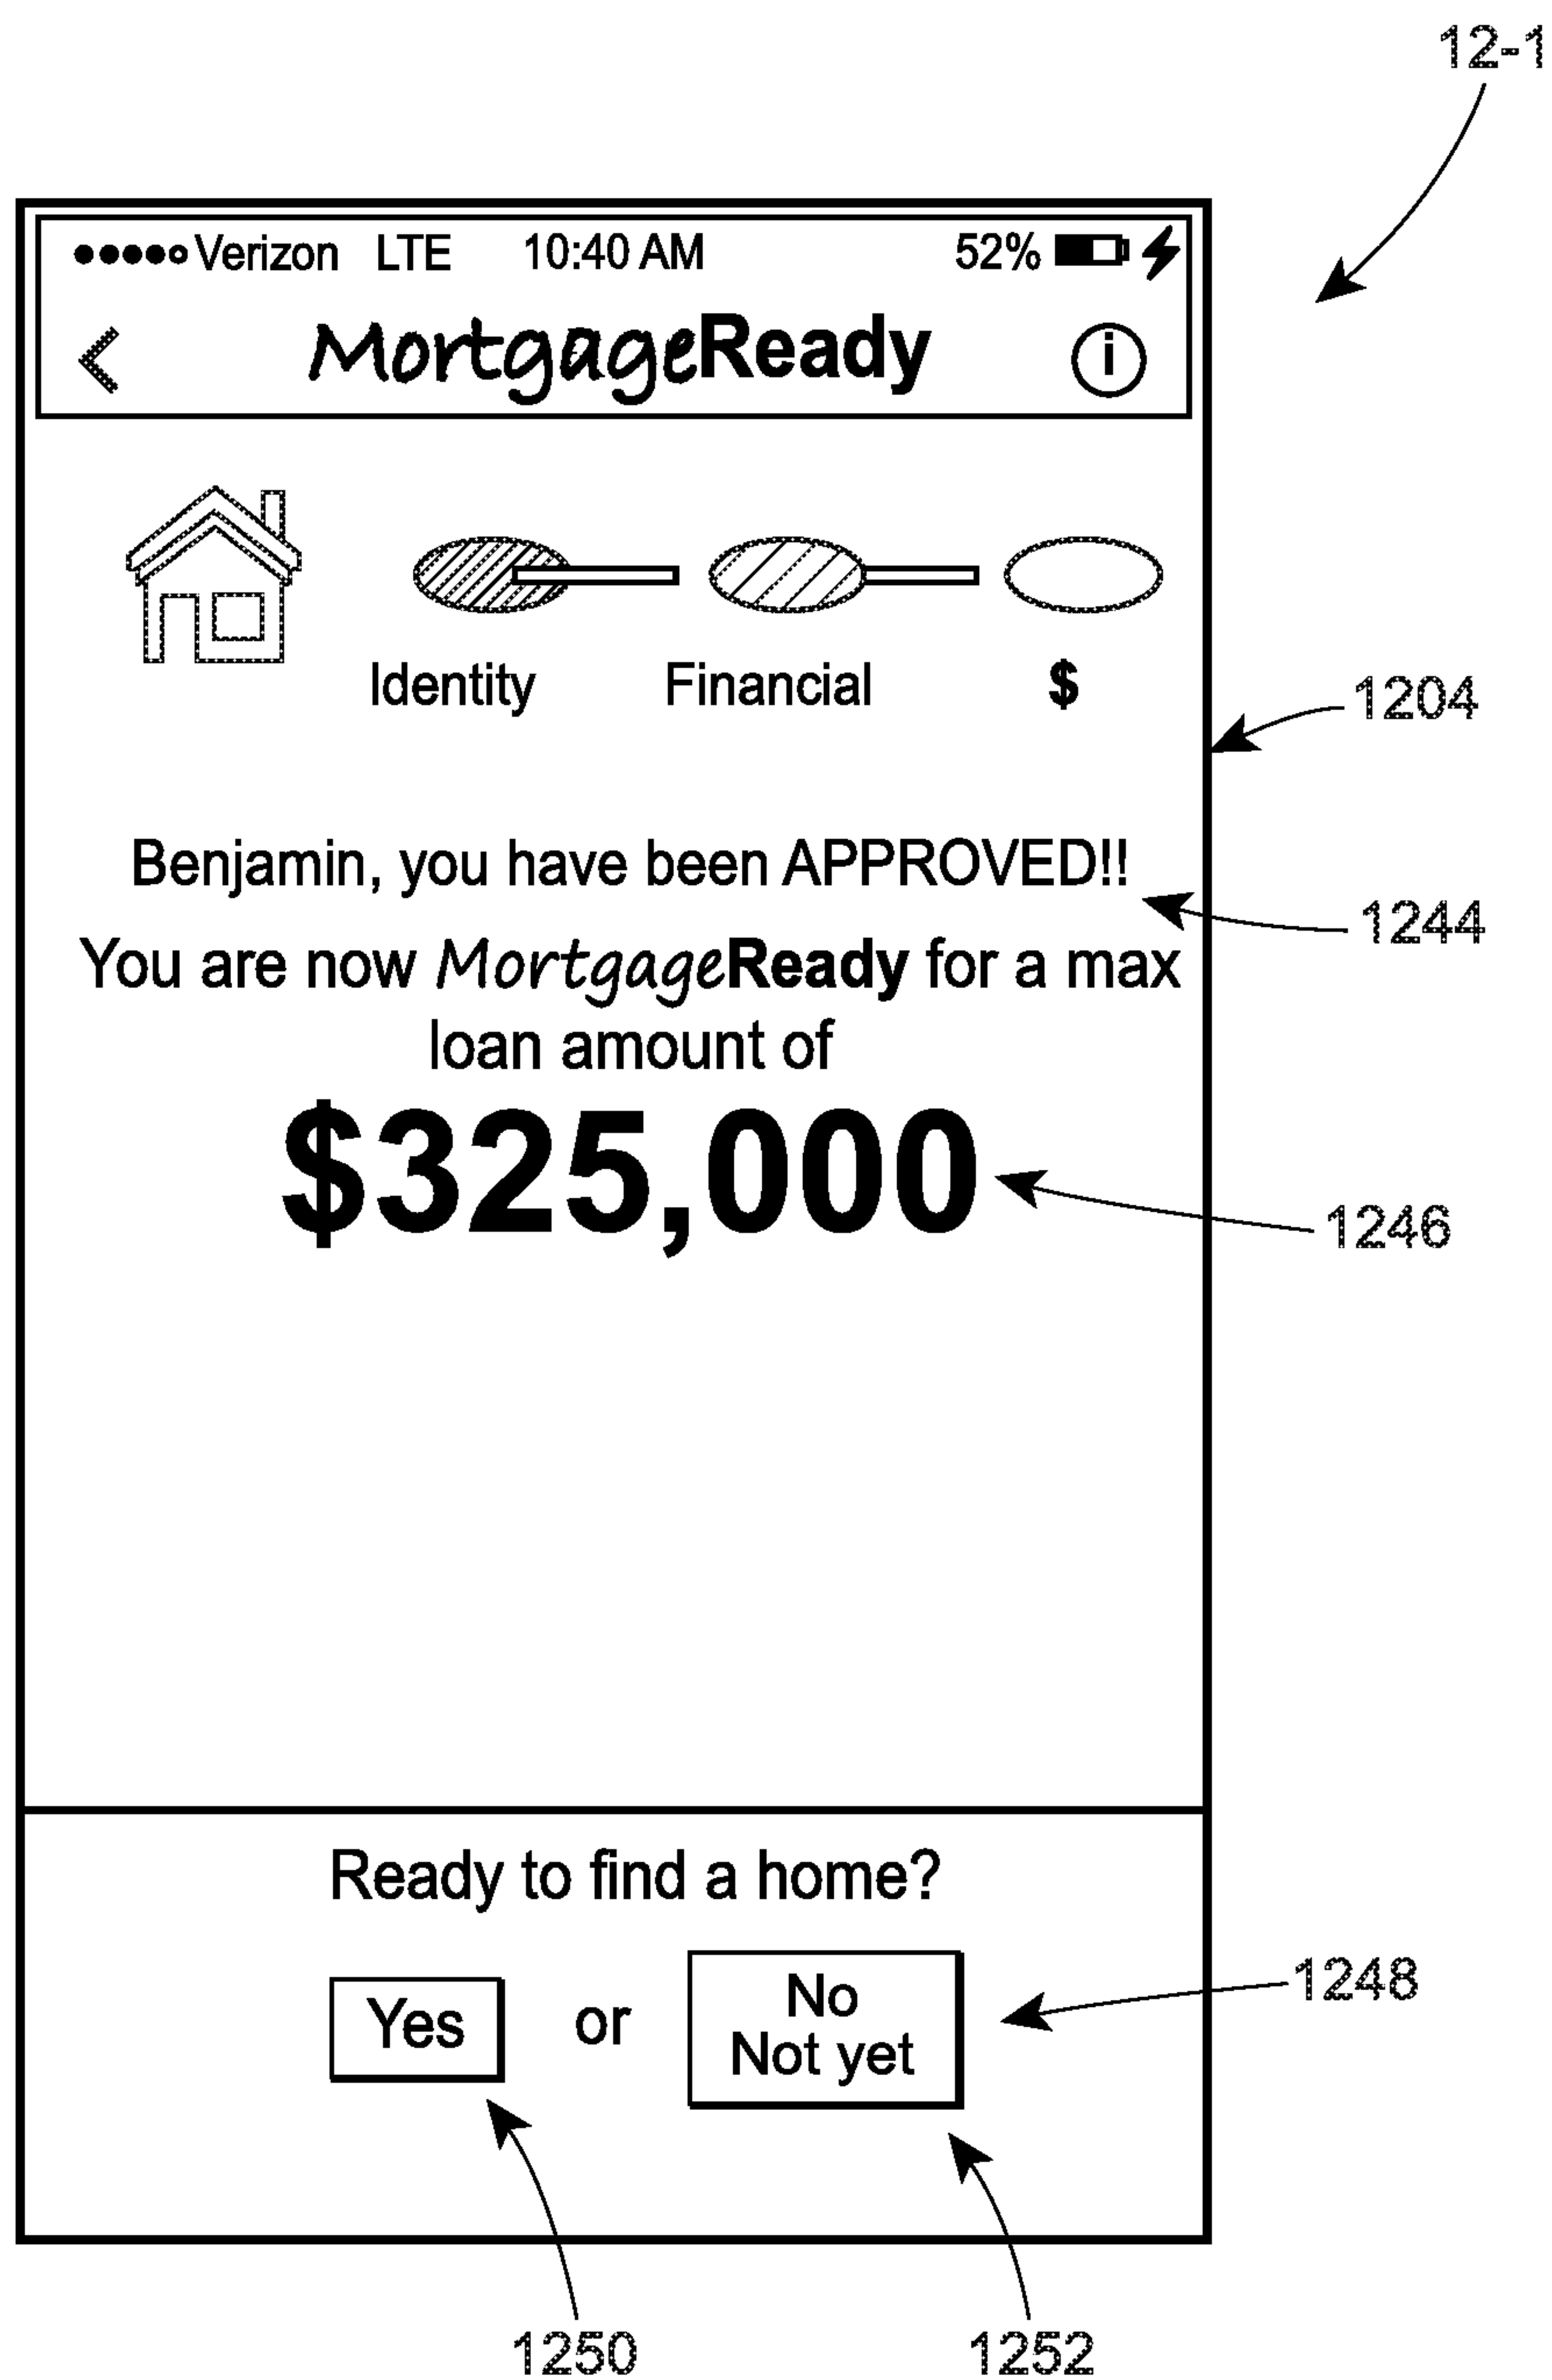 12-1
Verizon LTE 10:40 AM 52%
MortgageReady i
Identity Financial $
1204
Benjamin, you have been APPROVED!!
1244
You are now MortgageReady for a max
loan amount of
$325,000
1246
Ready to find a home?
Yes or No
Not yet
1248
1250 1252